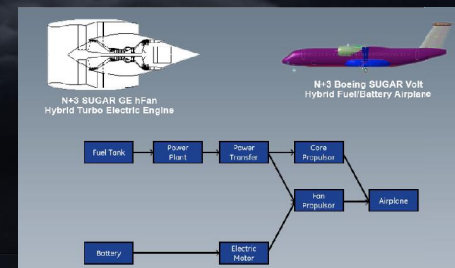 N+3 SUGAR GE hFan
Hybrid Turbo Electric Engine
N+3 Boeing SUGAR Volt
Hybrid Fuel/Battery Airplane
Fuel Tank
Power
Plant
Power
Transfer
Core
Propulsor
Fan
Propulsor
Airplane
Battery
Electric
Motor